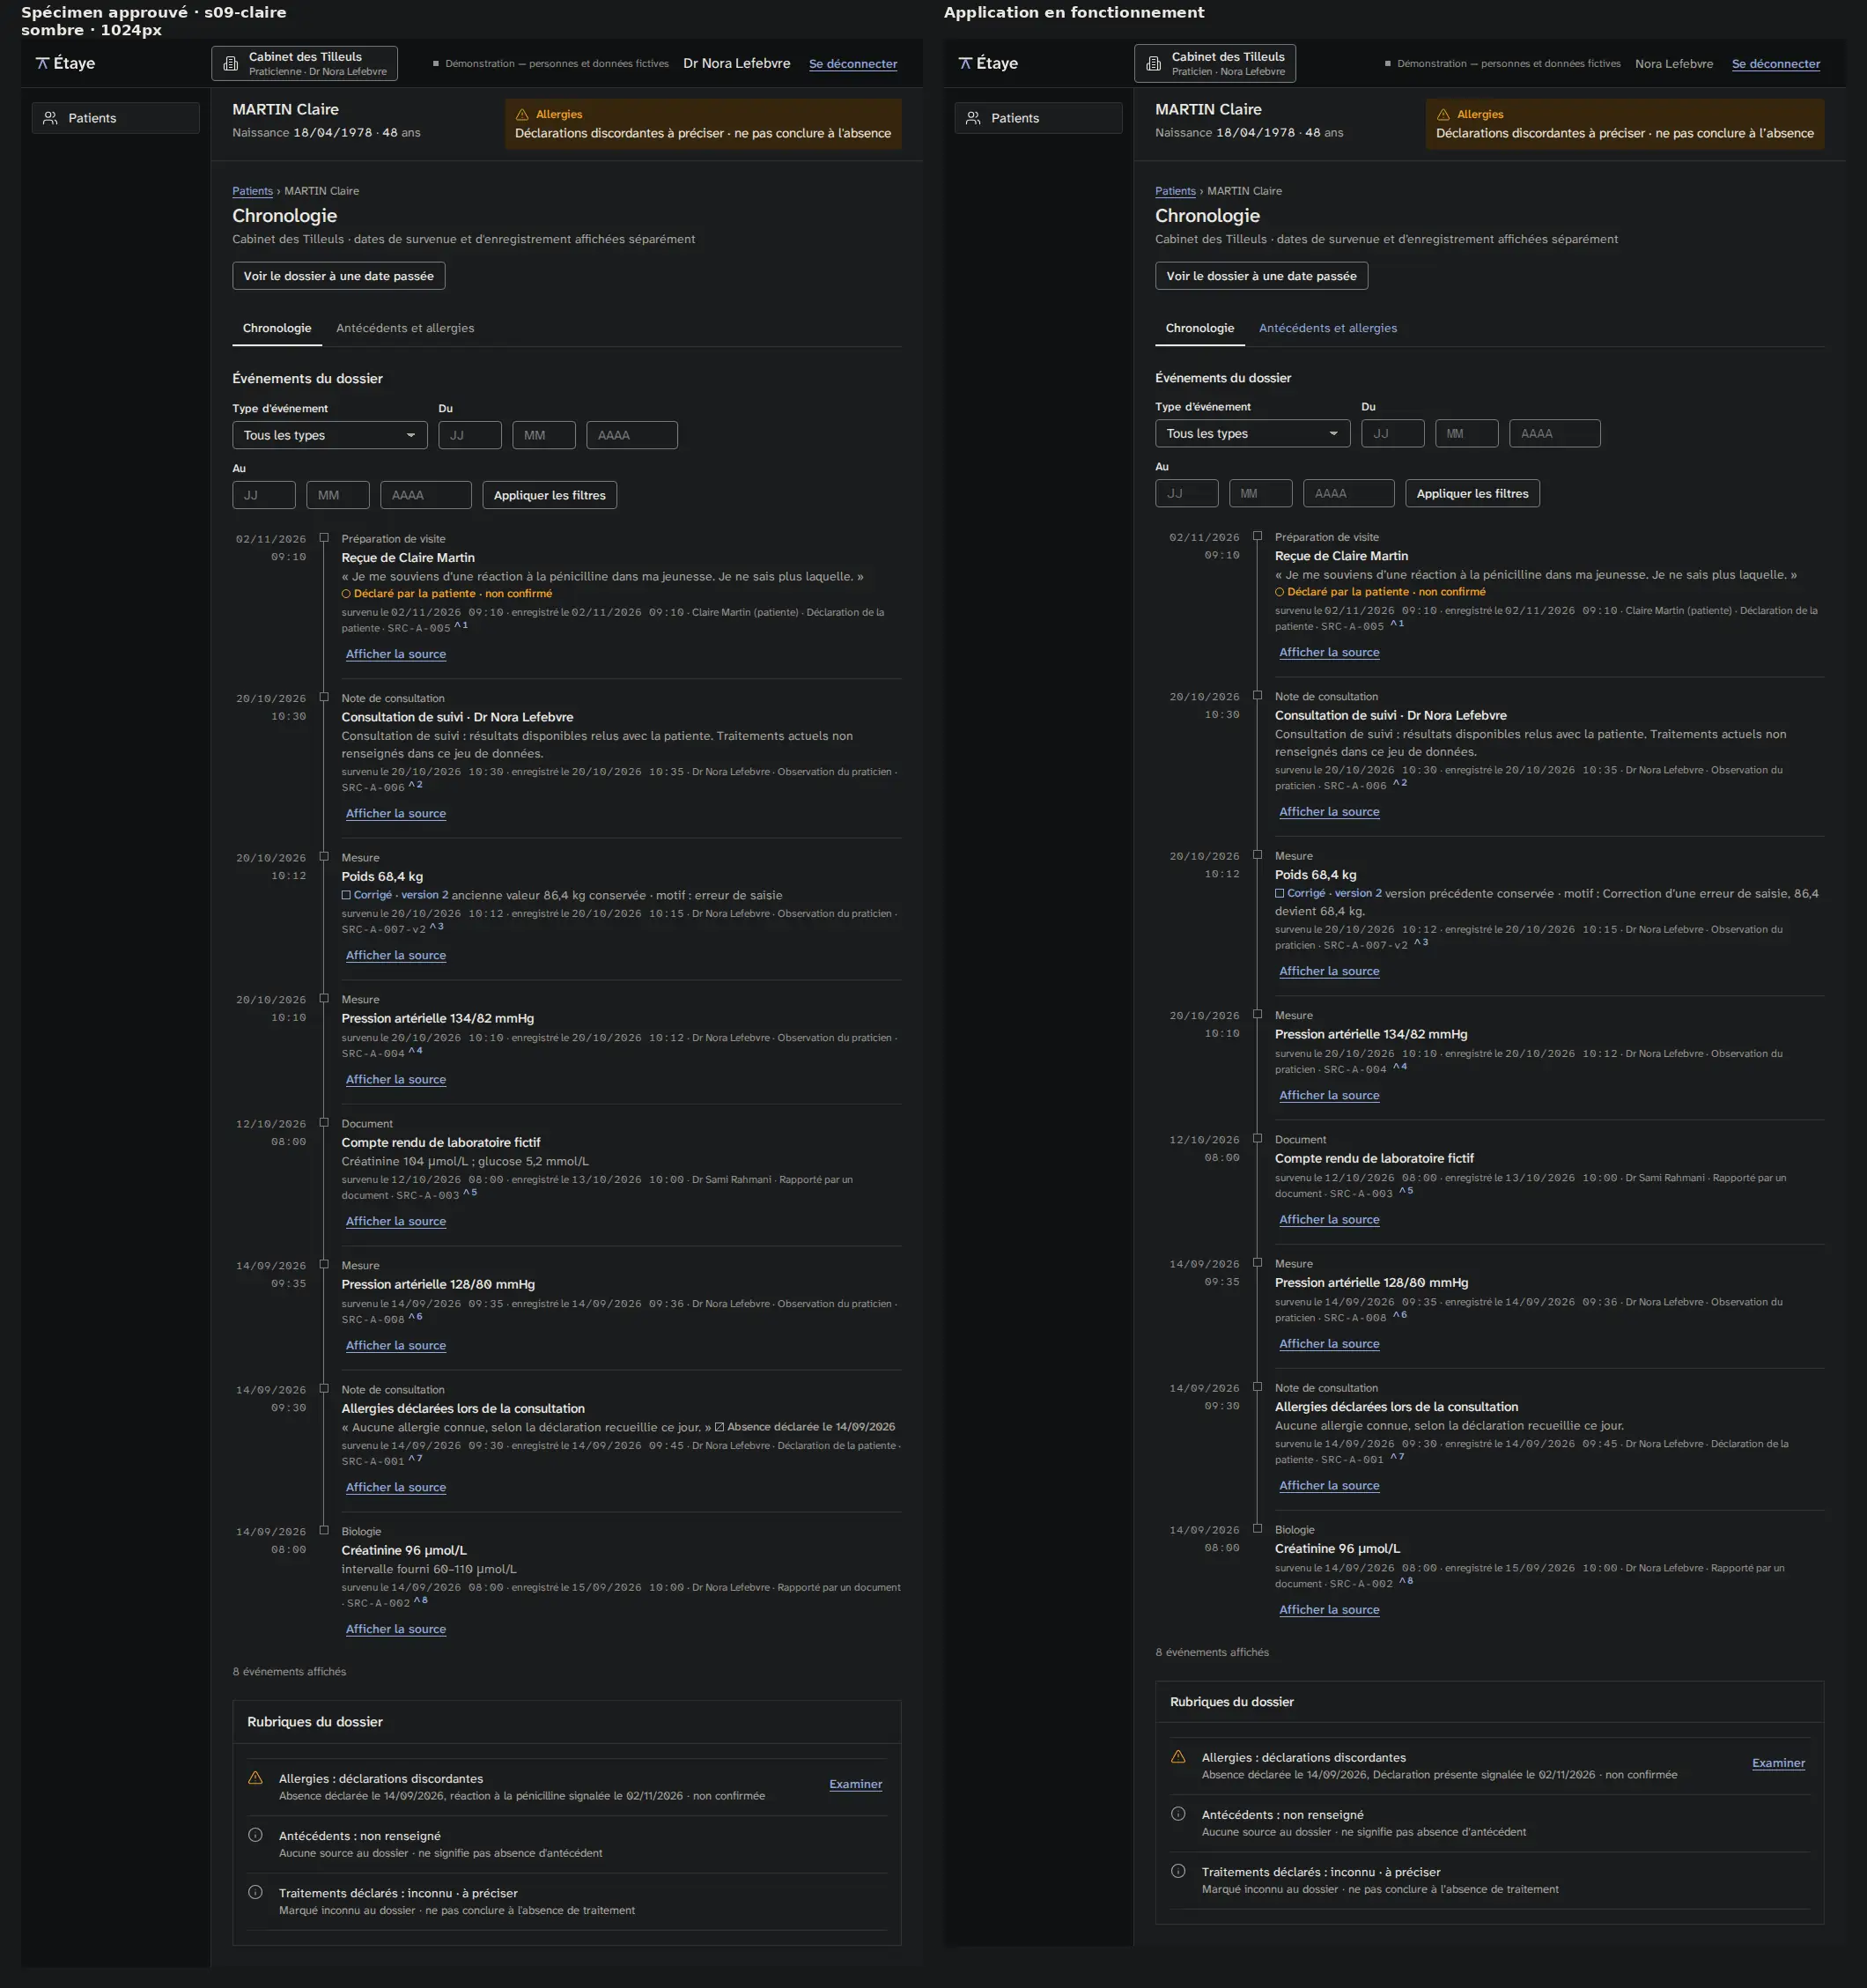 Spécimen approuvé · s09-claire
sombre · 1024px
Étaye
Cabinet des Tilleuls
Praticienne · Dr Nora Lefebvre
Démonstration — personnes et données fictives
Dr Nora Lefebvre
Se déconnecter
Patients
MARTIN Claire
Naissance 18/04/1978 · 48 ans
Allergies
Déclarations discordantes à préciser · ne pas conclure à l'absence
Patients › MARTIN Claire
Chronologie
Cabinet des Tilleuls · dates de survenue et d'enregistrement affichées séparément
Voir le dossier à une date passée
Chronologie
Antécédents et allergies
Événements du dossier
Type d'événement
Du
Tous les types
JJ
MM
AAAA
Au
JJ
MM
AAAA
Appliquer les filtres
02/11/2026
09:10
Préparation de visite
Reçue de Claire Martin
« Je me souviens d'une réaction à la pénicilline dans ma jeunesse. Je ne sais plus laquelle. »
Déclaré par la patiente · non confirmé
survenu le 02/11/2026 09:10 · enregistré le 02/11/2026 09:10 · Claire Martin (patiente) · Déclaration de la
patiente · SRC-A-005 ^1
Afficher la source
20/10/2026
10:30
Note de consultation
Consultation de suivi · Dr Nora Lefebvre
Consultation de suivi : résultats disponibles relus avec la patiente. Traitements actuels non
renseignés dans ce jeu de données.
survenu le 20/10/2026 10:30 · enregistré le 20/10/2026 10:35 · Dr Nora Lefebvre · Observation du praticien ·
SRC-A-006 ^2
Afficher la source
20/10/2026
10:12
Mesure
Poids 68,4 kg
Corrigé · version 2 ancienne valeur 86,4 kg conservée · motif : erreur de saisie
survenu le 20/10/2026 10:12 · enregistré le 20/10/2026 10:15 · Dr Nora Lefebvre · Observation du praticien ·
SRC-A-007-v2 ^3
Afficher la source
20/10/2026
10:10
Mesure
Pression artérielle 134/82 mmHg
survenu le 20/10/2026 10:10 · enregistré le 20/10/2026 10:12 · Dr Nora Lefebvre · Observation du praticien ·
SRC-A-004 ^4
Afficher la source
12/10/2026
08:00
Document
Compte rendu de laboratoire fictif
Créatinine 104 µmol/L ; glucose 5,2 mmol/L
survenu le 12/10/2026 08:00 · enregistré le 13/10/2026 10:00 · Dr Sami Rahmani · Rapporté par un
document · SRC-A-003 ^5
Afficher la source
14/09/2026
09:35
Mesure
Pression artérielle 128/80 mmHg
survenu le 14/09/2026 09:35 · enregistré le 14/09/2026 09:36 · Dr Nora Lefebvre · Observation du praticien ·
SRC-A-008 ^6
Afficher la source
14/09/2026
09:30
Note de consultation
Allergies déclarées lors de la consultation
« Aucune allergie connue, selon la déclaration recueillie ce jour. » Absence déclarée le 14/09/2026
survenu le 14/09/2026 09:30 · enregistré le 14/09/2026 09:45 · Dr Nora Lefebvre · Déclaration de la patiente ·
SRC-A-001 ^7
Afficher la source
14/09/2026
08:00
Biologie
Créatinine 96 µmol/L
intervalle fourni 60–110 µmol/L
survenu le 14/09/2026 08:00 · enregistré le 15/09/2026 10:00 · Dr Nora Lefebvre · Rapporté par un document
· SRC-A-002 ^8
Afficher la source
8 événements affichés
Rubriques du dossier
Allergies : déclarations discordantes
Absence déclarée le 14/09/2026, réaction à la pénicilline signalée le 02/11/2026 · non confirmée
Examiner
Antécédents : non renseigné
Aucune source au dossier · ne signifie pas absence d'antécédent
Traitements déclarés : inconnu · à préciser
Marqué inconnu au dossier · ne pas conclure à l'absence de traitement
Application en fonctionnement
Étaye
Cabinet des Tilleuls
Praticien · Nora Lefebvre
Démonstration — personnes et données fictives
Nora Lefebvre
Se déconnecter
Patients
MARTIN Claire
Naissance 18/04/1978 · 48 ans
Allergies
Déclarations discordantes à préciser · ne pas conclure à l'absence
Patients › MARTIN Claire
Chronologie
Cabinet des Tilleuls · dates de survenue et d'enregistrement affichées séparément
Voir le dossier à une date passée
Chronologie
Antécédents et allergies
Événements du dossier
Type d'événement
Du
Tous les types
JJ
MM
AAAA
Au
JJ
MM
AAAA
Appliquer les filtres
02/11/2026
09:10
Préparation de visite
Reçue de Claire Martin
« Je me souviens d'une réaction à la pénicilline dans ma jeunesse. Je ne sais plus laquelle. »
Déclaré par la patiente · non confirmé
survenu le 02/11/2026 09:10 · enregistré le 02/11/2026 09:10 · Claire Martin (patiente) · Déclaration de la
patiente · SRC-A-005 ^1
Afficher la source
20/10/2026
10:30
Note de consultation
Consultation de suivi · Dr Nora Lefebvre
Consultation de suivi : résultats disponibles relus avec la patiente. Traitements actuels non
renseignés dans ce jeu de données.
survenu le 20/10/2026 10:30 · enregistré le 20/10/2026 10:35 · Dr Nora Lefebvre · Observation du
praticien · SRC-A-006 ^2
Afficher la source
20/10/2026
10:12
Mesure
Poids 68,4 kg
Corrigé · version 2 version précédente conservée · motif : Correction d'une erreur de saisie, 86,4
devient 68,4 kg.
survenu le 20/10/2026 10:12 · enregistré le 20/10/2026 10:15 · Dr Nora Lefebvre · Observation du
praticien · SRC-A-007-v2 ^3
Afficher la source
20/10/2026
10:10
Mesure
Pression artérielle 134/82 mmHg
survenu le 20/10/2026 10:10 · enregistré le 20/10/2026 10:12 · Dr Nora Lefebvre · Observation du
praticien · SRC-A-004 ^4
Afficher la source
12/10/2026
08:00
Document
Compte rendu de laboratoire fictif
survenu le 12/10/2026 08:00 · enregistré le 13/10/2026 10:00 · Dr Sami Rahmani · Rapporté par un
document · SRC-A-003 ^5
Afficher la source
14/09/2026
09:35
Mesure
Pression artérielle 128/80 mmHg
survenu le 14/09/2026 09:35 · enregistré le 14/09/2026 09:36 · Dr Nora Lefebvre · Observation du
praticien · SRC-A-008 ^6
Afficher la source
14/09/2026
09:30
Note de consultation
Allergies déclarées lors de la consultation
Aucune allergie connue, selon la déclaration recueillie ce jour.
survenu le 14/09/2026 09:30 · enregistré le 14/09/2026 09:45 · Dr Nora Lefebvre · Déclaration de la
patiente · SRC-A-001 ^7
Afficher la source
14/09/2026
08:00
Biologie
Créatinine 96 µmol/L
survenu le 14/09/2026 08:00 · enregistré le 15/09/2026 10:00 · Dr Nora Lefebvre · Rapporté par un
document · SRC-A-002 ^8
Afficher la source
8 événements affichés
Rubriques du dossier
Allergies : déclarations discordantes
Absence déclarée le 14/09/2026, Déclaration présente signalée le 02/11/2026 · non confirmée
Examiner
Antécédents : non renseigné
Aucune source au dossier · ne signifie pas absence d'antécédent
Traitements déclarés : inconnu · à préciser
Marqué inconnu au dossier · ne pas conclure à l'absence de traitement